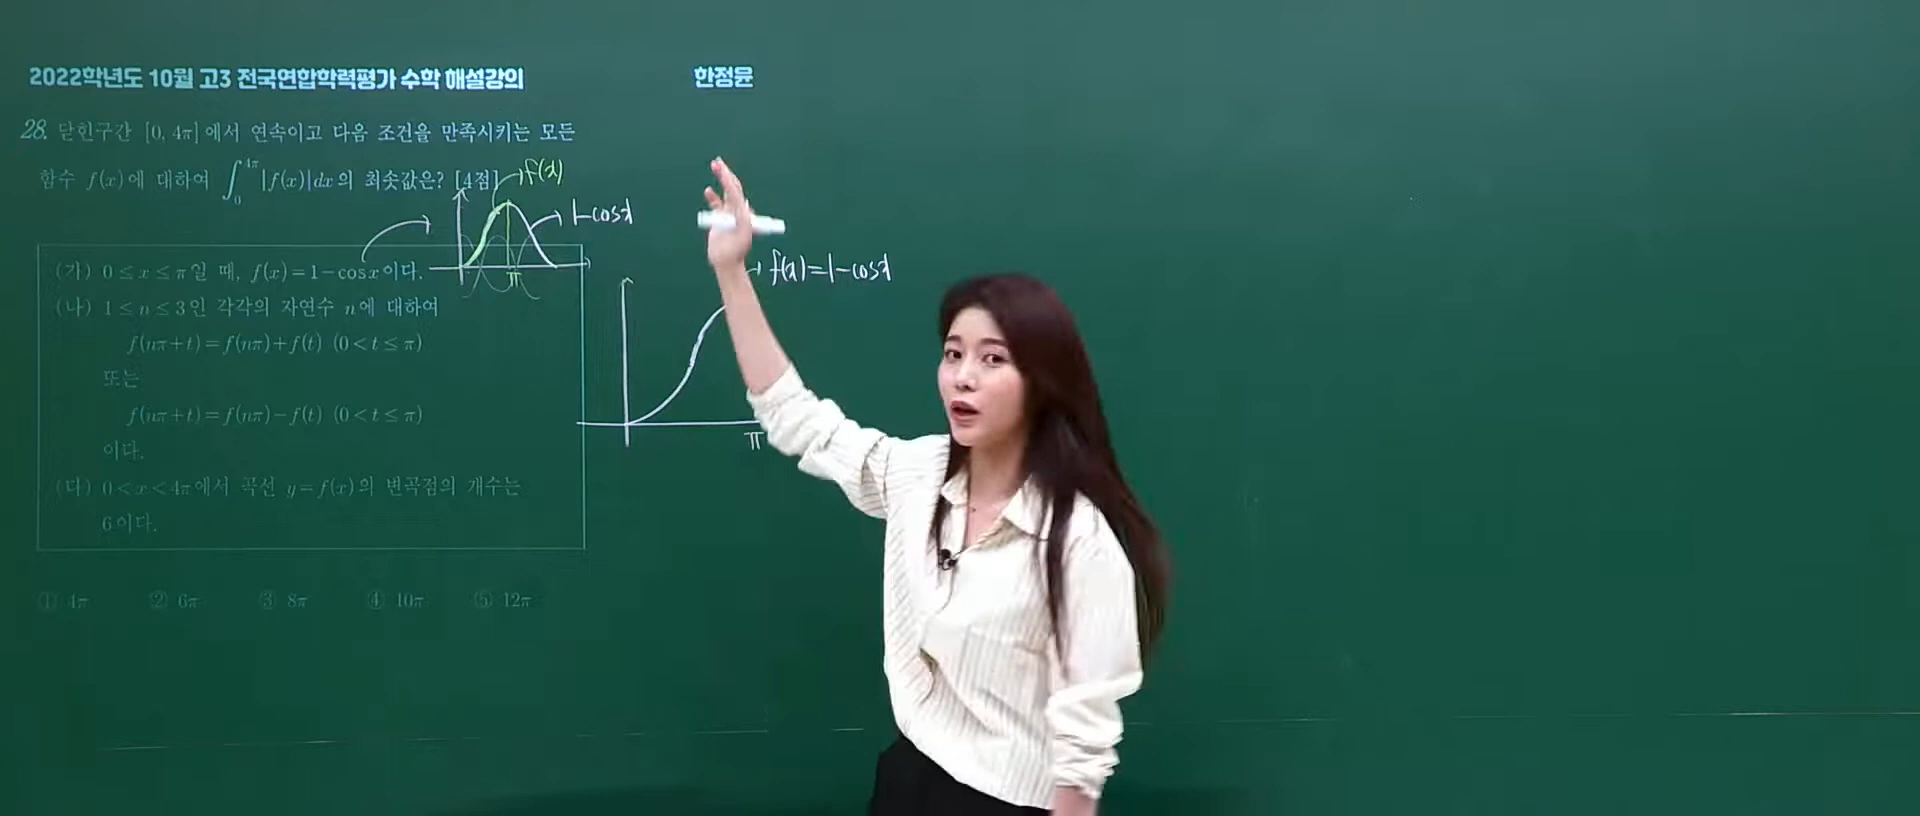 2022학년도 10월 고3 전국연합학력평가 수학 해설강의
한정윤
28. 닫힌구간 [0, 4π]에서 연속이고 다음 조건을 만족시키는 모든
함수 f(x)에 대하여 ∫₀^{4π} |f(x)|dx의 최솟값은? [4점]
f(x)
1-cosx
(가) 0≤x≤π일 때, f(x)=1-cosx이다.
π
f(x)=1-cosx
(나) 1≤n≤3인 각각의 자연수 n에 대하여
f(nπ+t)=f(nπ)+f(t) (0<t≤π)
또는
f(nπ+t)=f(nπ)-f(t) (0<t≤π)
이다.
π
(다) 0<x<4π에서 곡선 y=f(x)의 변곡점의 개수는
6이다.
① 4π ② 6π ③ 8π ④ 10π ⑤ 12π